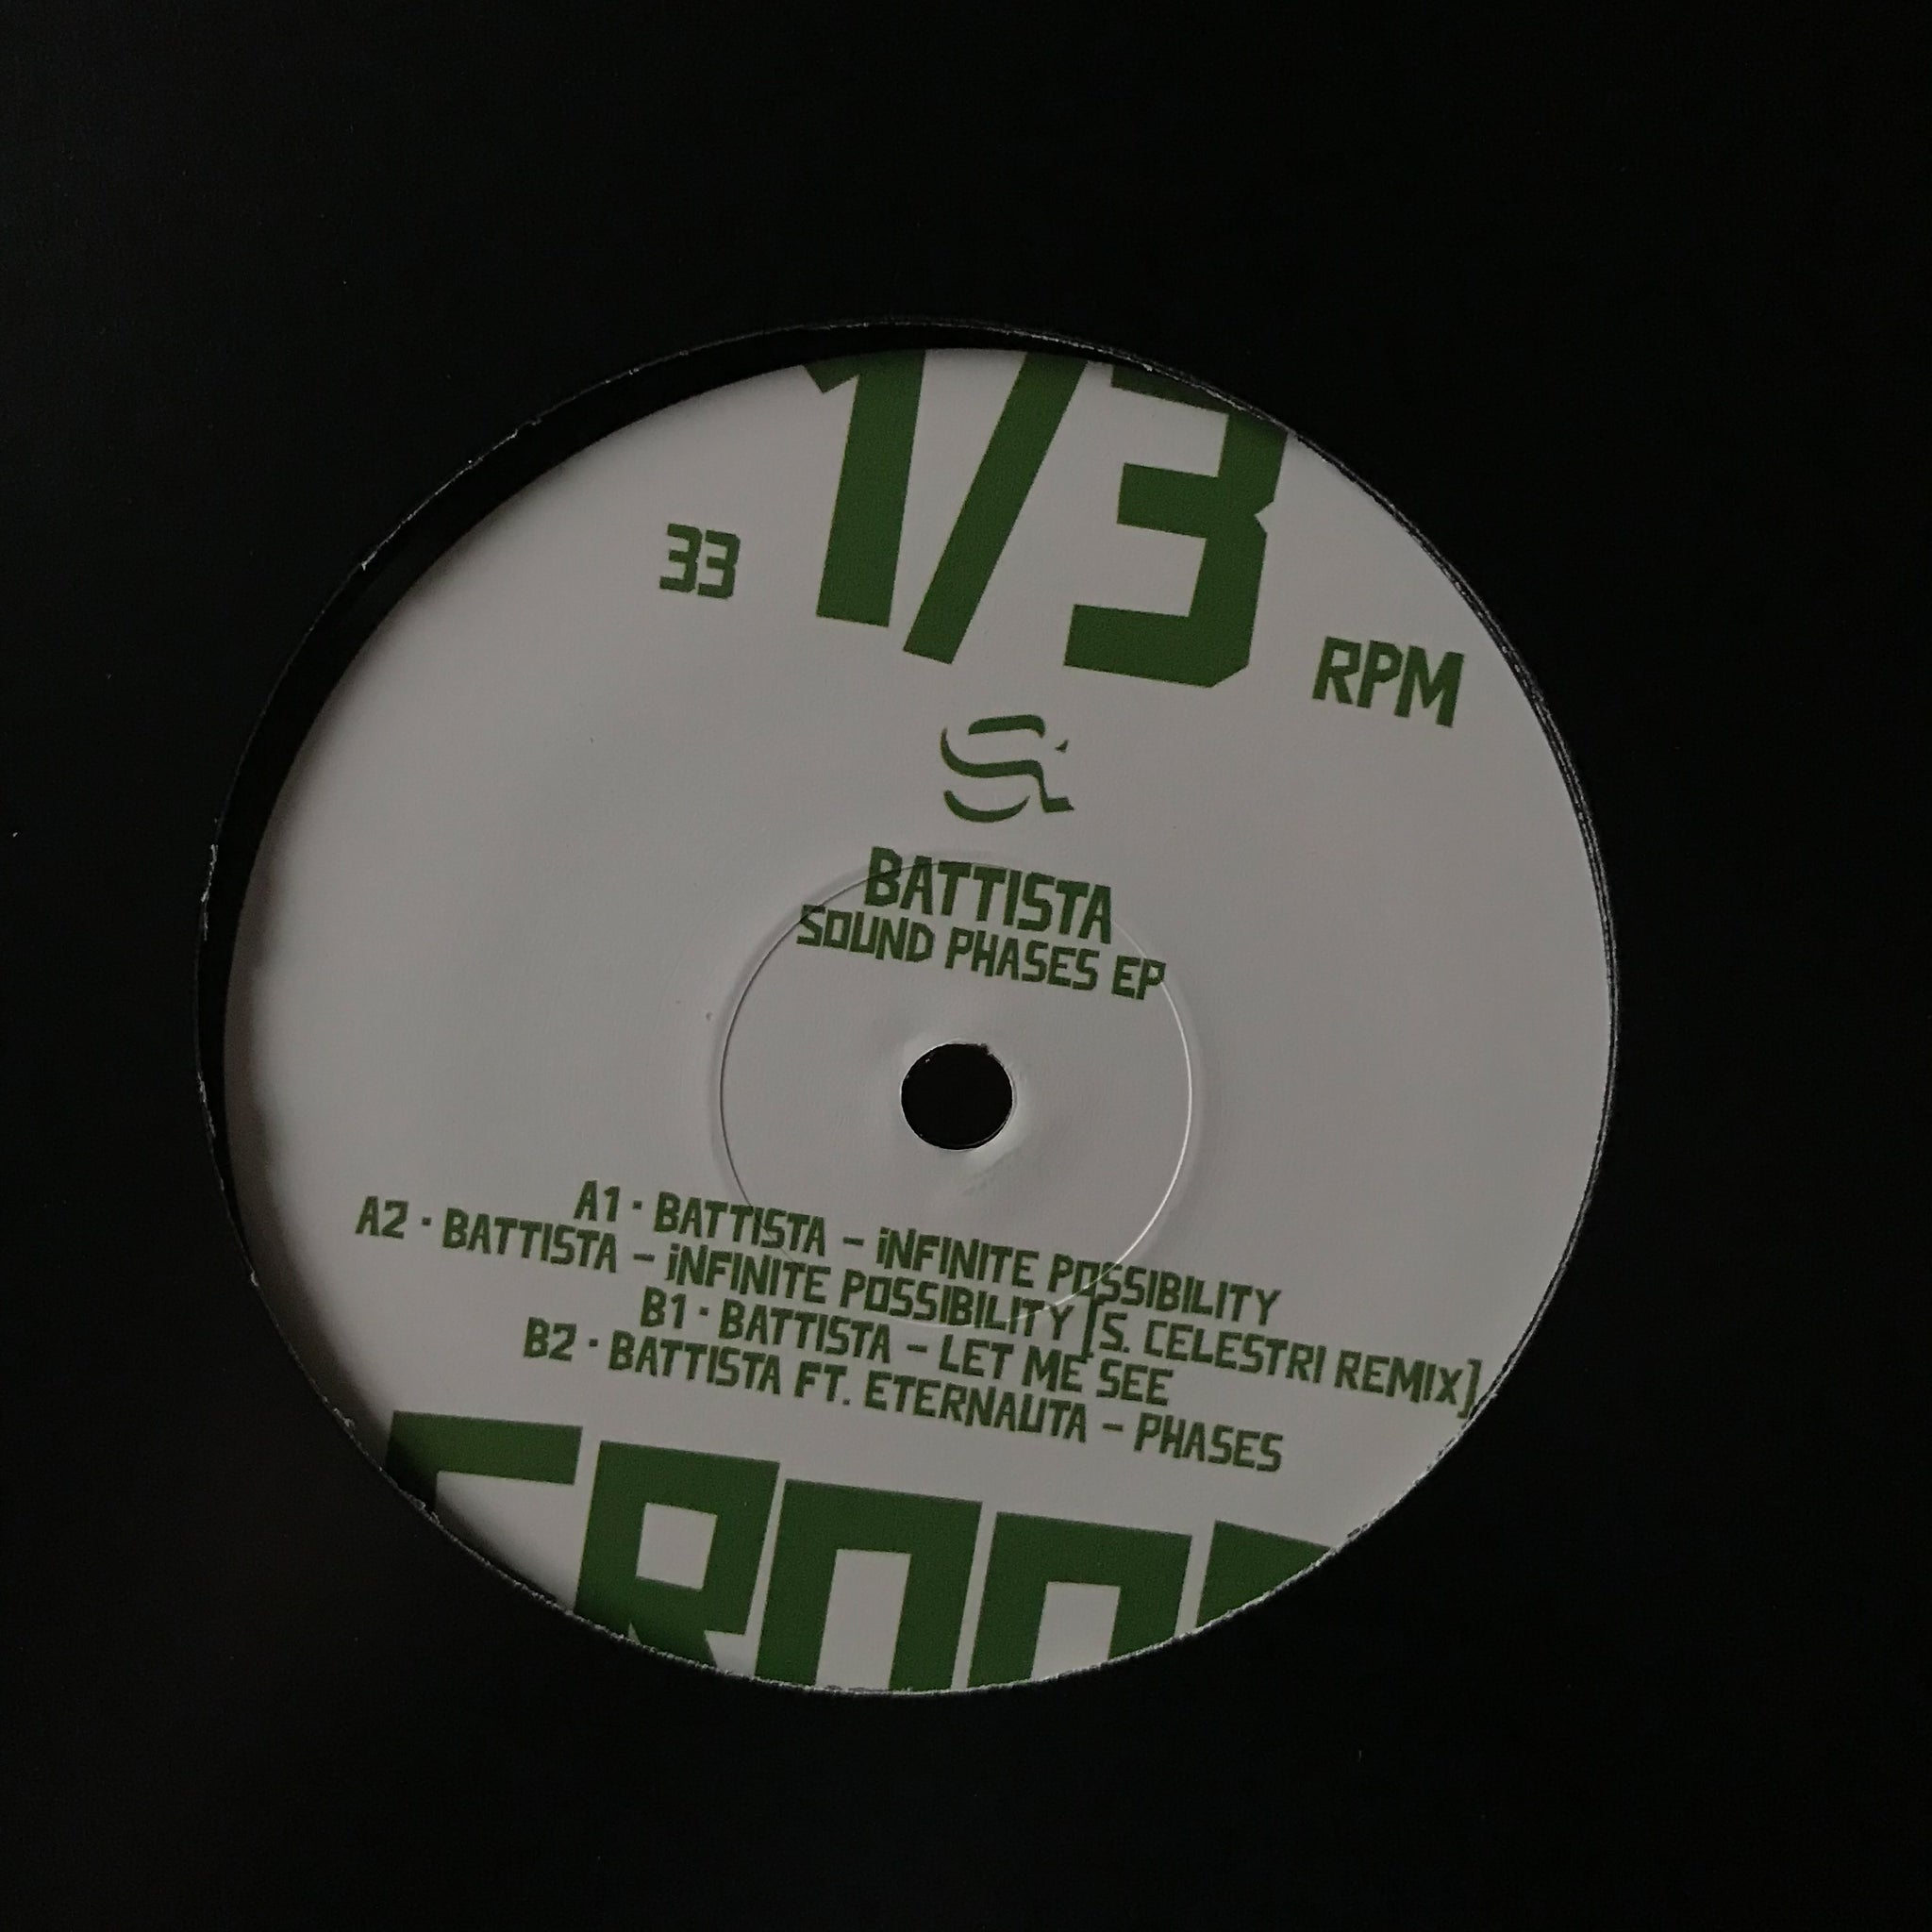 33 1/3 RPM
BATTISTA
SOUND PHASES EP
A1 · BATTISTA – iNFINITE POSSIBILITY
A2 · BATTISTA – iNFINITE POSSIBILITY [S. CELESTRI REMIX]
B1 · BATTISTA – LET ME SEE
B2 · BATTISTA FT. ETERNAUTA – PHASES